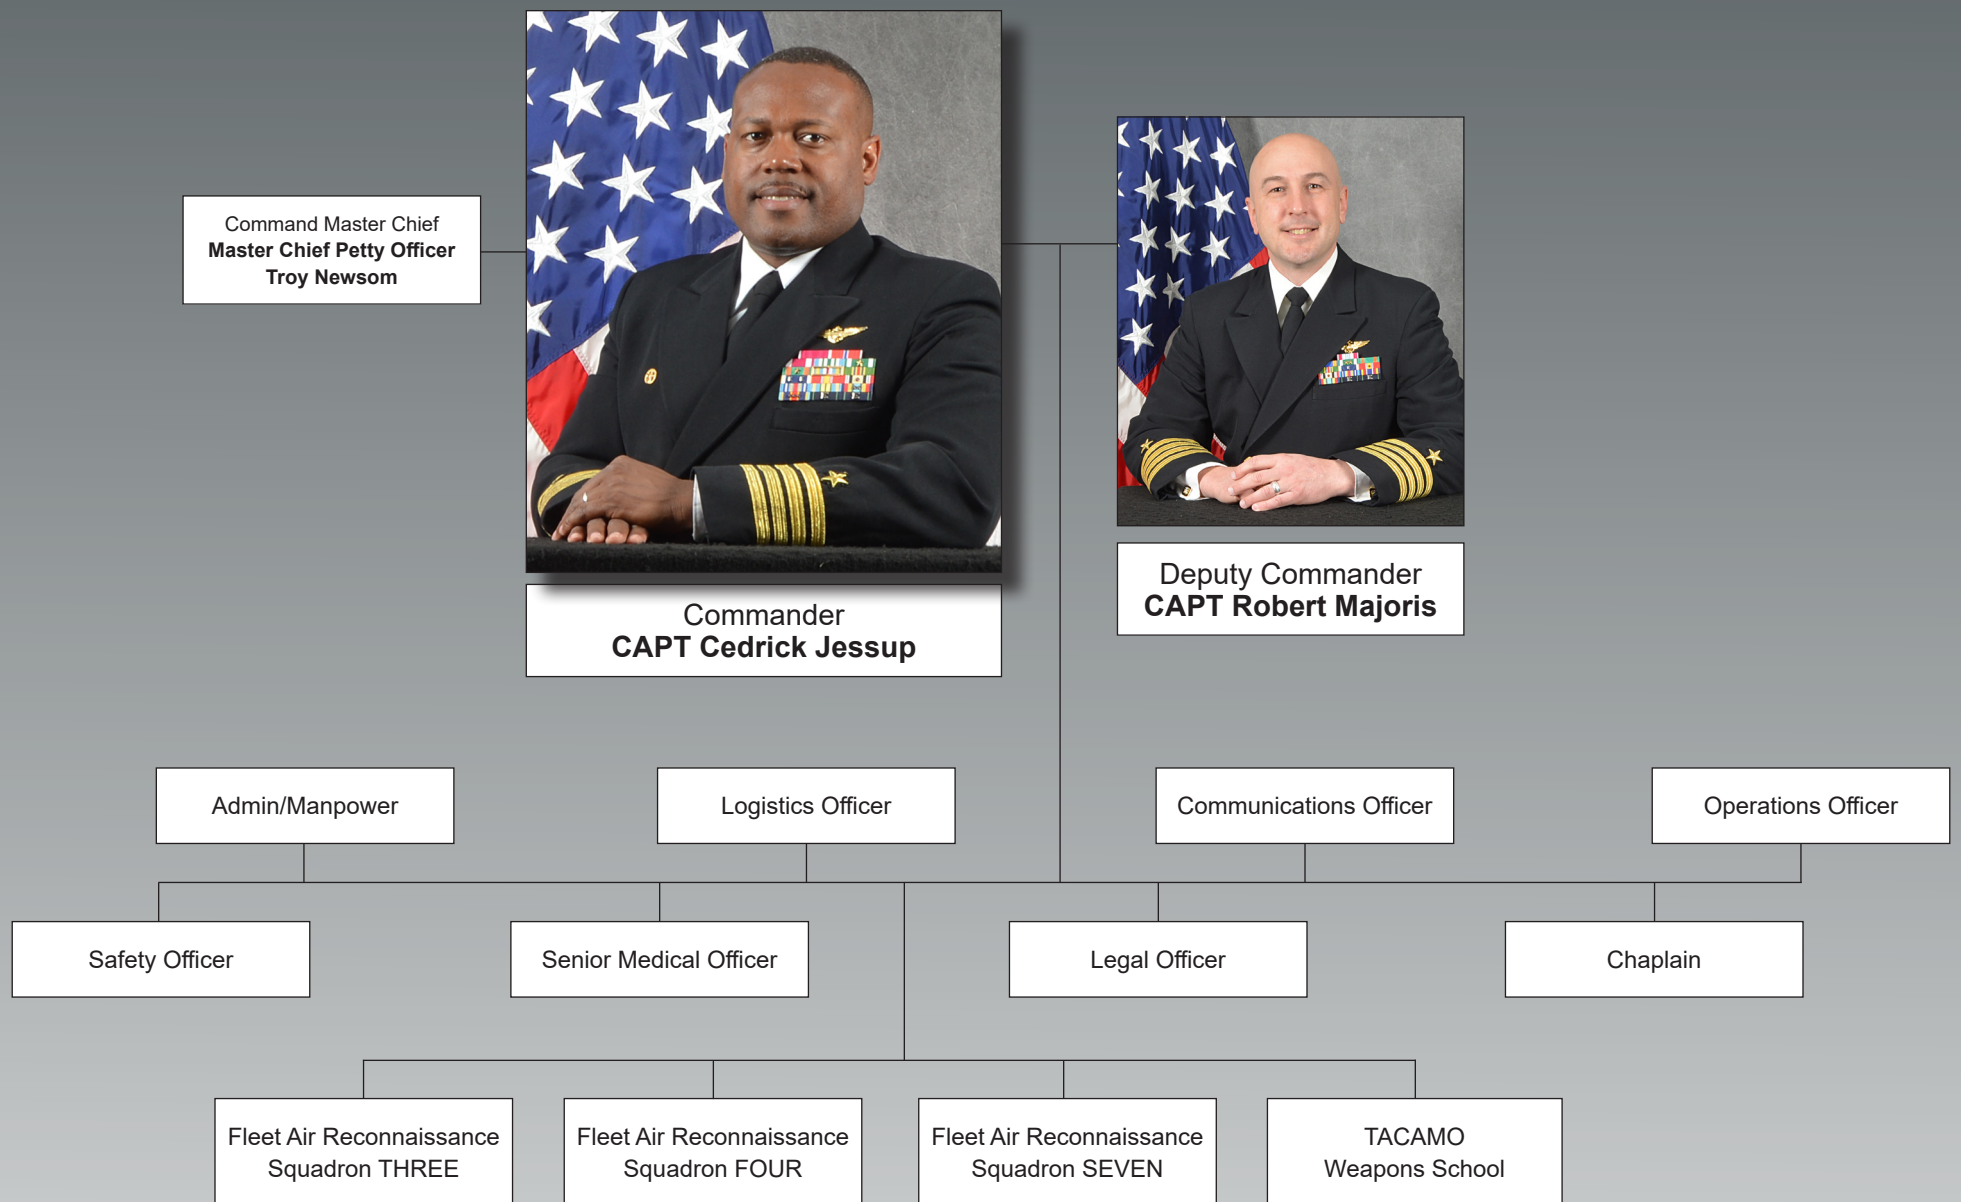 Command Master Chief
Master Chief Petty Officer
Troy Newsom
Commander
CAPT Cedrick Jessup
Deputy Commander
CAPT Robert Majoris
Admin/Manpower
Logistics Officer
Communications Officer
Operations Officer
Safety Officer
Senior Medical Officer
Legal Officer
Chaplain
Fleet Air Reconnaissance
Squadron THREE
Fleet Air Reconnaissance
Squadron FOUR
Fleet Air Reconnaissance
Squadron SEVEN
TACAMO
Weapons School